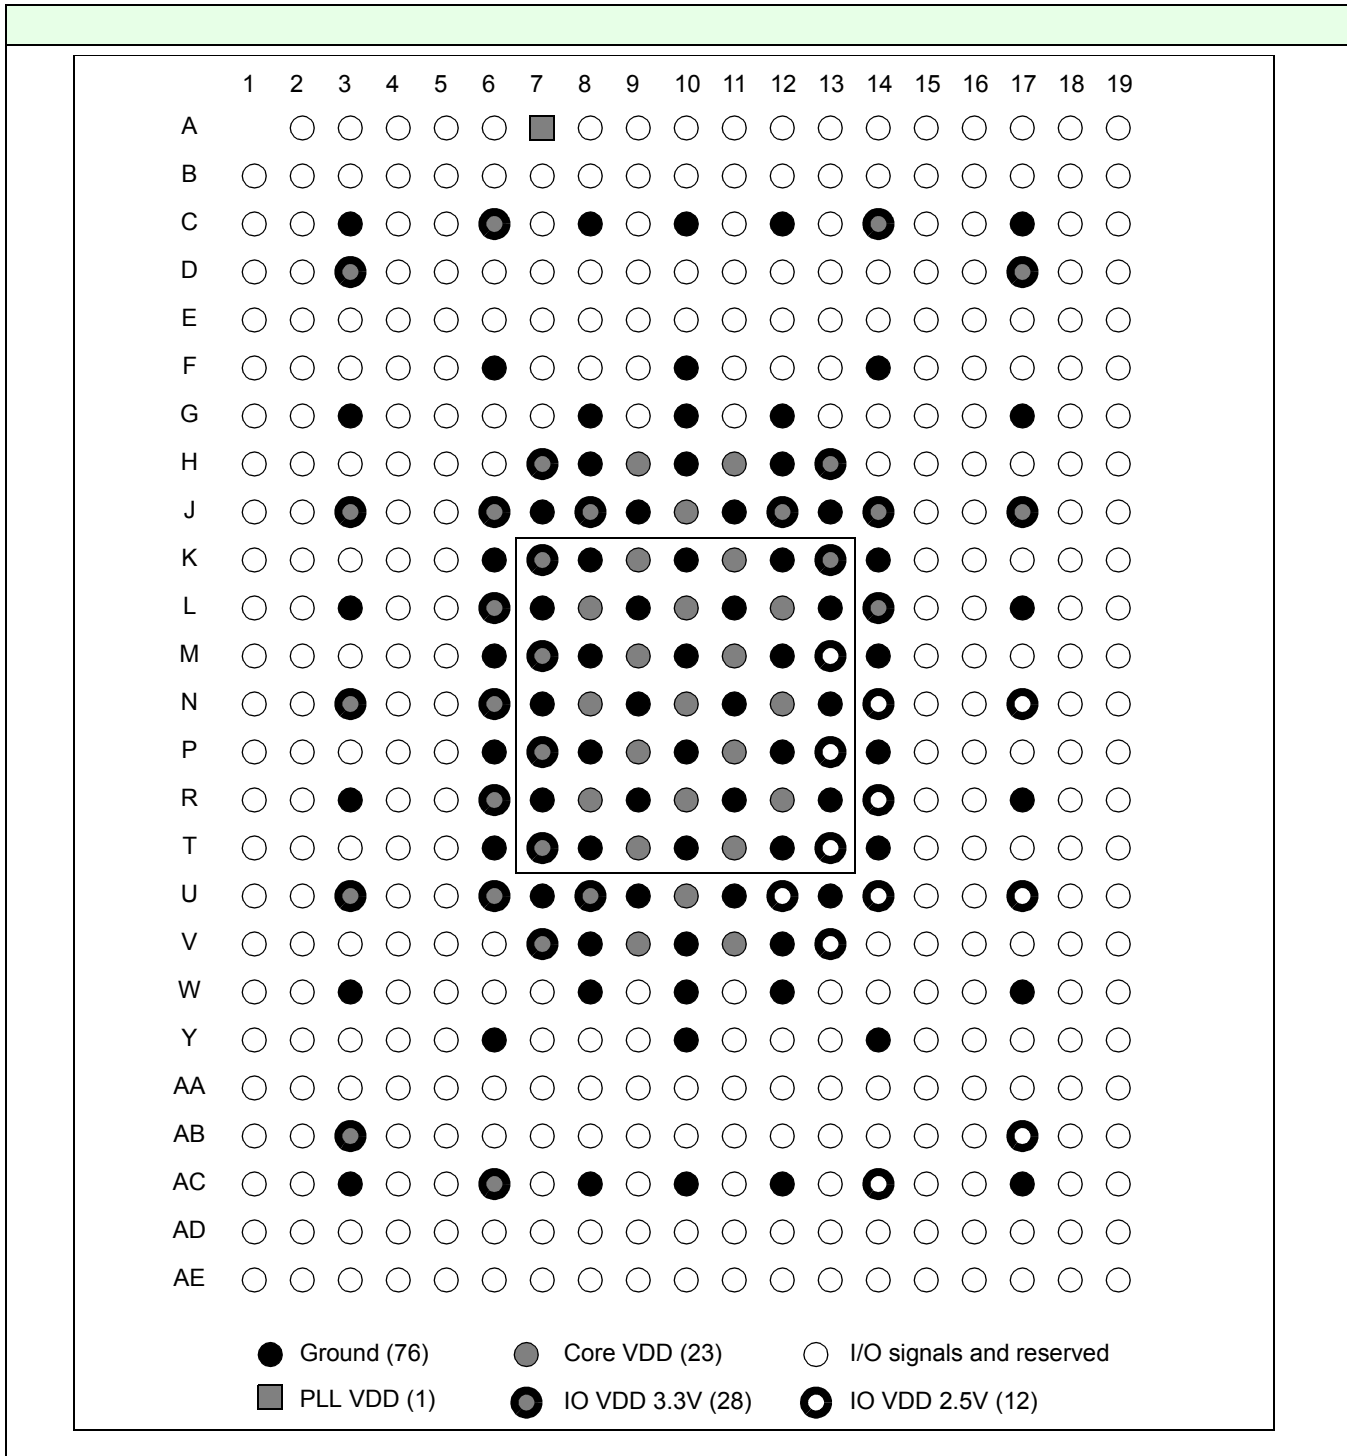 1 2 3 4 5 6 7 8 9 10 11 12 13 14 15 16 17 18 19
A
B
C
D
E
F
G
H
J
K
L
M
N
P
R
T
U
V
W
Y
AA
AB
AC
AD
AE
Ground (76) Core VDD (23) I/O signals and reserved
PLL VDD (1) IO VDD 3.3V (28) IO VDD 2.5V (12)